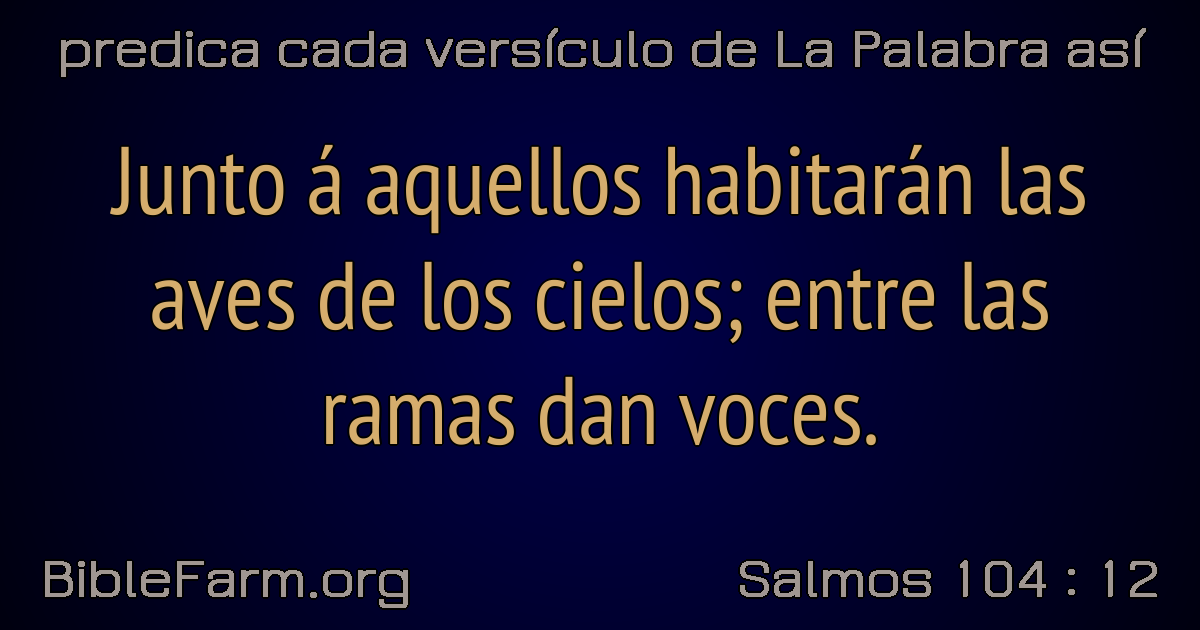 predica cada versículo de La Palabra así
Junto á aquellos habitarán las
aves de los cielos; entre las
ramas dan voces.
BibleFarm.org
Salmos 104 : 12